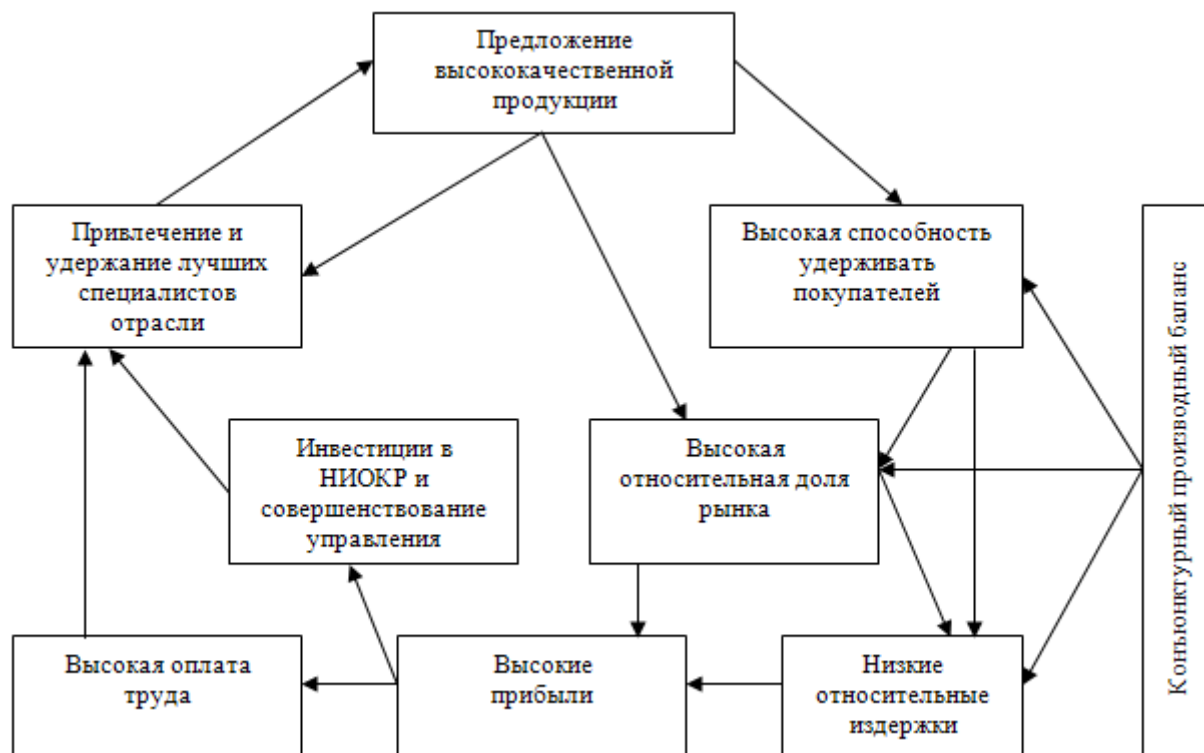 Предложение
высококачественной
продукции
Привлечение и
удержание лучших
специалистов
отрасли
Высокая способность
удерживать
покупателей
Конъюнктурный производный баланс
Инвестиции в
НИОКР и
совершенствование
управления
Высокая
относительная доля
рынка
Высокая оплата
труда
Высокие
прибыли
Низкие
относительные
издержки